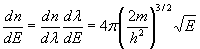 dn/dE = dn/dλ dλ/dE = 4π(2m/h²)^{3/2} √E